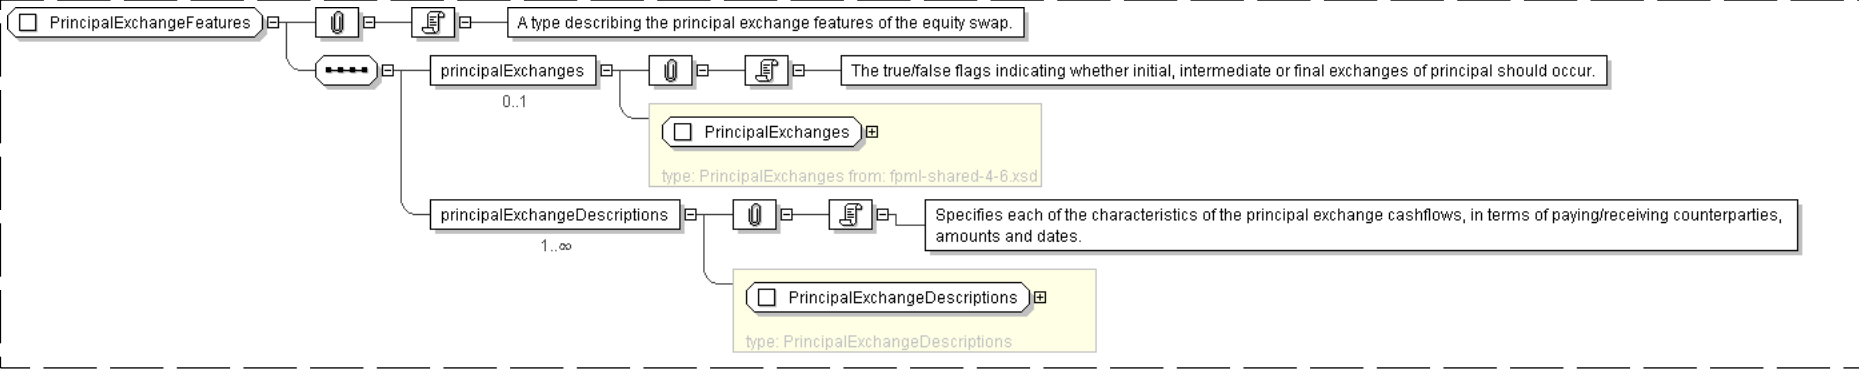 PrincipalExchangeFeatures
A type describing the principal exchange features of the equity swap.
principalExchanges
The true/false flags indicating whether initial, intermediate or final exchanges of principal should occur.
0..1
PrincipalExchanges
type: PrincipalExchanges from: fpml-shared-4-6.xsd
principalExchangeDescriptions
Specifies each of the characteristics of the principal exchange cashflows, in terms of paying/receiving counterparties,
amounts and dates.
1..∞
PrincipalExchangeDescriptions
type: PrincipalExchangeDescriptions